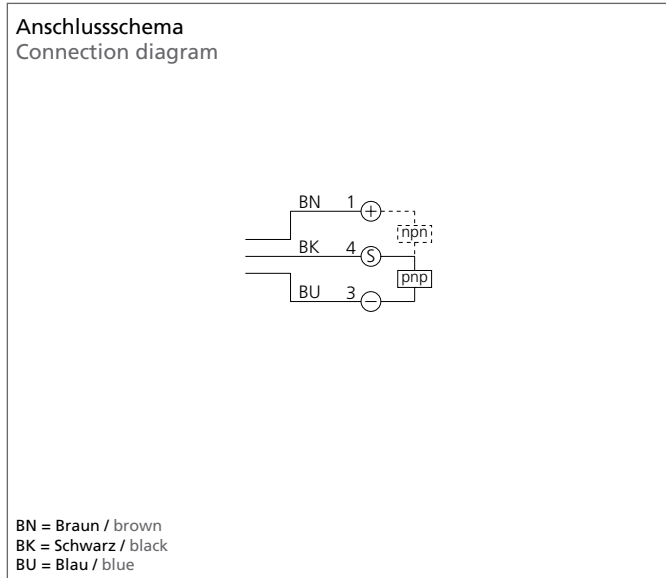 Anschlussschema
Connection diagram
BN 1 +
npn
BK 4 S
pnp
BU 3 −
BN = Braun / brown
BK = Schwarz / black
BU = Blau / blue